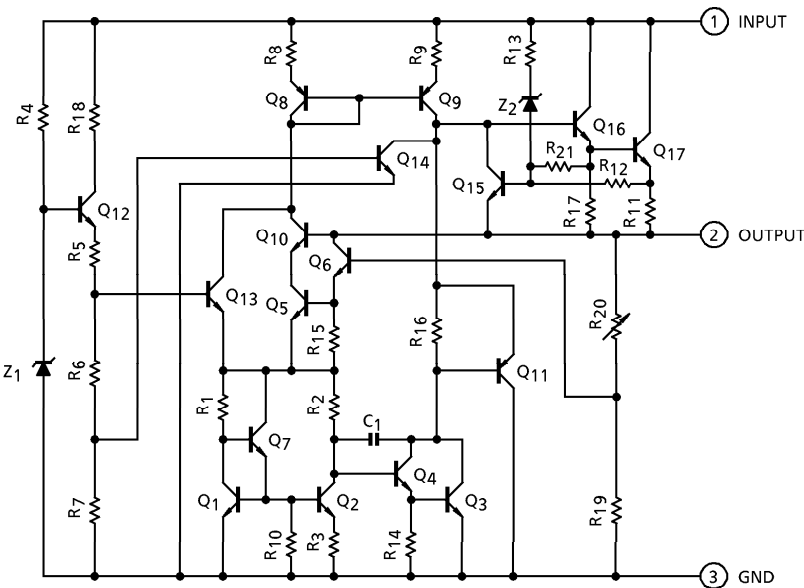 1 INPUT
R8
R9
R13
R4
R18
Q8
Q9
Z2
Q16
Q14
R21
Q17
R12
Q15
Q12
R17
R11
Q10
2 OUTPUT
R5
Q6
Q13
Q5
R20
R15
R16
Z1
R6
Q11
R1
R2
C1
Q7
Q4
R7
Q1
Q2
Q3
R19
R10
R3
R14
3 GND